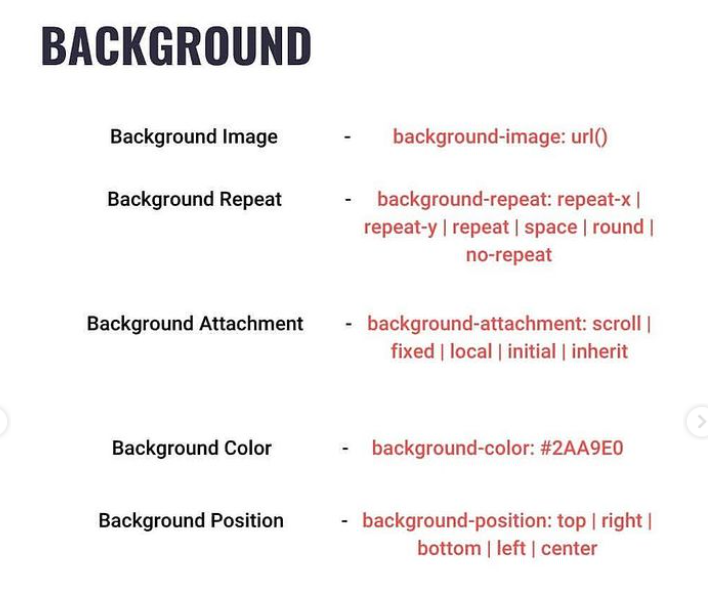 BACKGROUND
Background Image - background-image: url()
Background Repeat - background-repeat: repeat-x |
repeat-y | repeat | space | round |
no-repeat
Background Attachment - background-attachment: scroll |
fixed | local | initial | inherit
Background Color - background-color: #2AA9E0
Background Position - background-position: top | right |
bottom | left | center